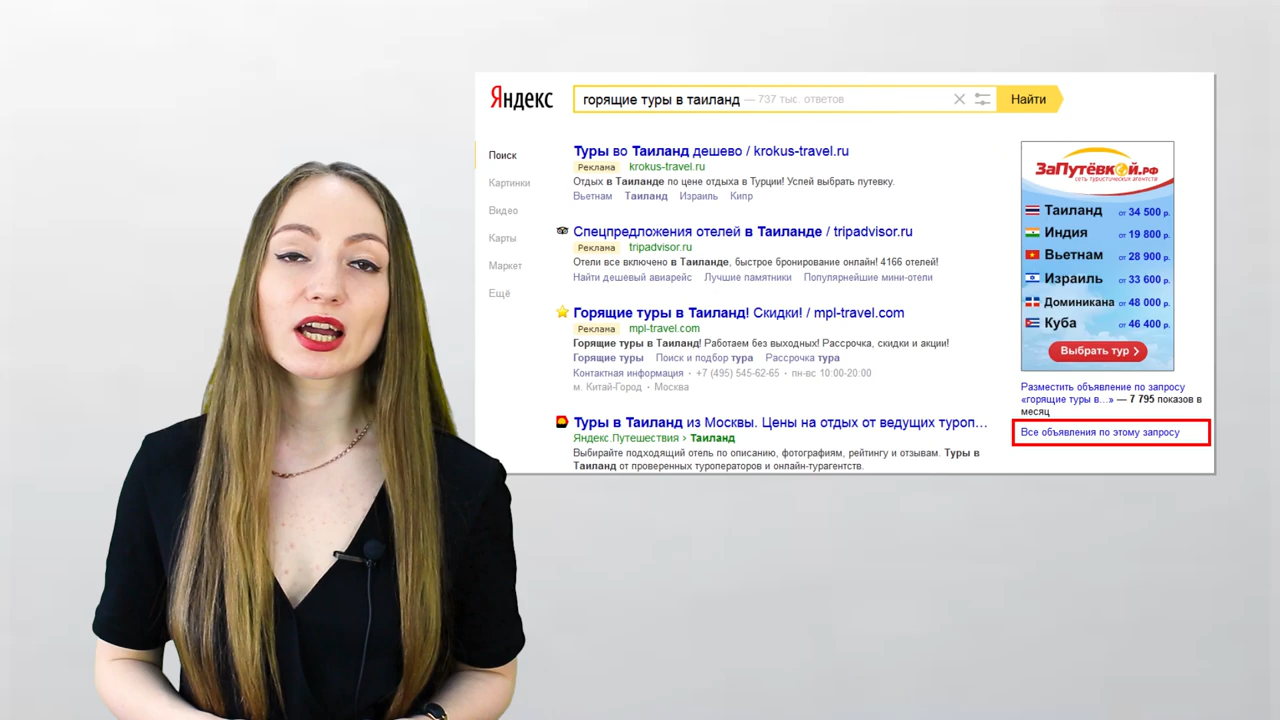 Яндекс
горящие туры в таиланд — 737 тыс. ответов
Найти
Поиск
Картинки
Видео
Карты
Маркет
Ещё
Туры во Таиланд дешево / krokus-travel.ru
Реклама krokus-travel.ru
Отдых в Таиланде по цене отдыха в Турции! Успей выбрать путевку.
Вьетнам Таиланд Израиль Кипр
Спецпредложения отелей в Таиланде / tripadvisor.ru
Реклама tripadvisor.ru
Отели все включено в Таиланде, быстрое бронирование онлайн! 4166 отелей!
Найти дешевый авиарейс Лучшие памятники Популярнейшие мини-отели
Горящие туры в Таиланд! Скидки! / mpl-travel.com
Реклама mpl-travel.com
Горящие туры в Таиланд! Работаем без выходных! Рассрочка, скидки и акции!
Горящие туры Поиск и подбор тура Рассрочка тура
Контактная информация · +7 (495) 545-62-65 · пн-вс 10:00-20:00
м. Китай-Город · Москва
Туры в Таиланд из Москвы. Цены на отдых от ведущих туроп...
Яндекс.Путешествия › Таиланд
Выбирайте подходящий отель по описанию, фотографиям, рейтингу и отзывам. Туры в
Таиланд от проверенных туроператоров и онлайн-турагентств.
ЗаПутёвкой.рф
сеть туристических агентств
Таиланд от 34 500 р.
Индия от 19 800 р.
Вьетнам от 28 900 р.
Израиль от 33 600 р.
Доминикана от 48 000 р.
Куба от 46 400 р.
Выбрать тур
Разместить объявление по запросу
«горящие туры в...» — 7 795 показов в
месяц
Все объявления по этому запросу